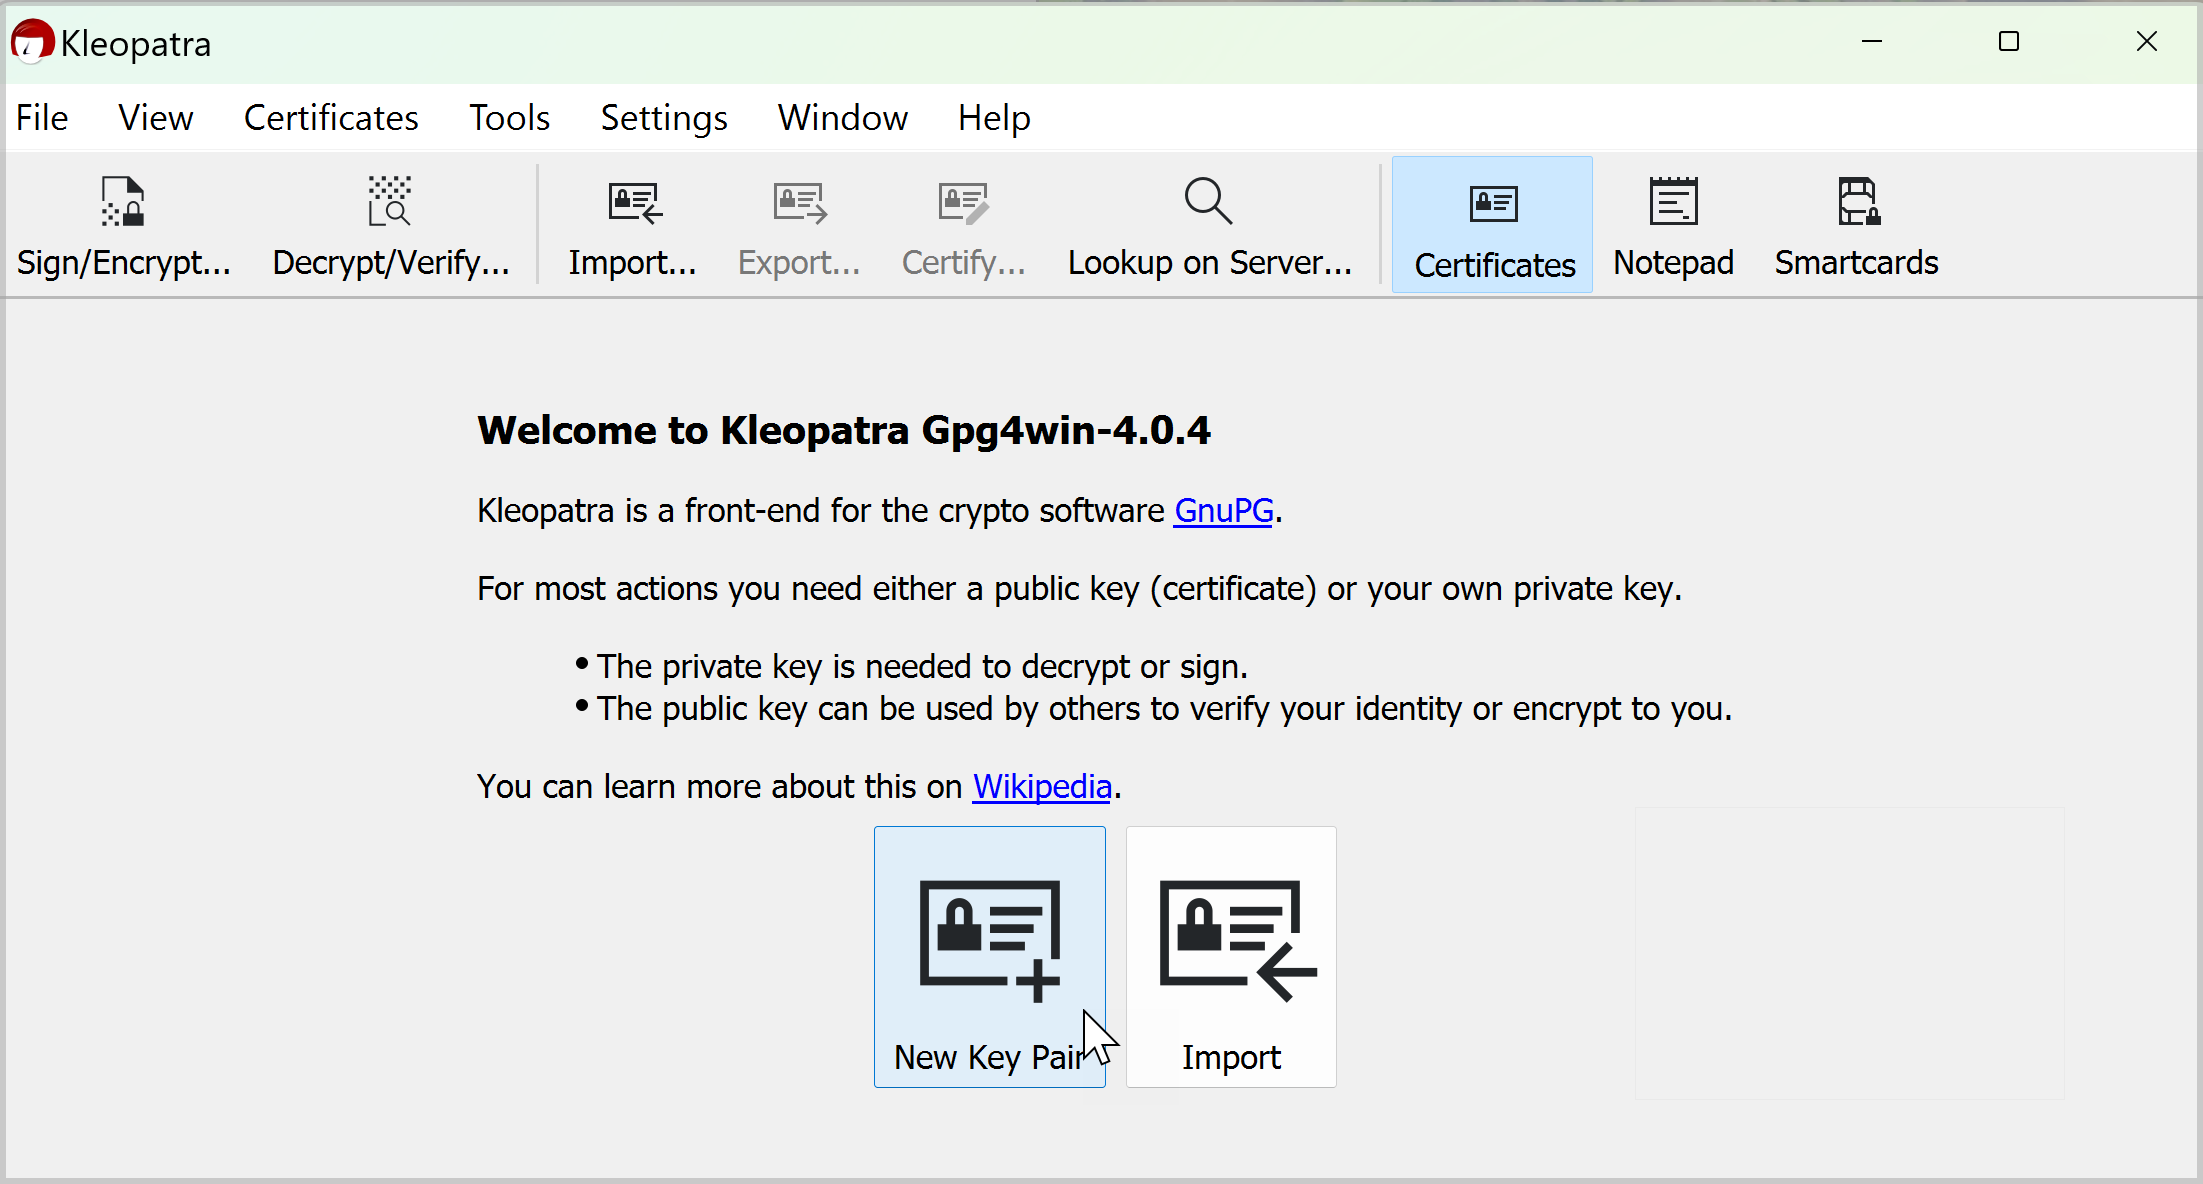 Kleopatra
File View Certificates Tools Settings Window Help
Sign/Encrypt... Decrypt/Verify... Import... Export... Certify... Lookup on Server... Certificates Notepad Smartcards
Welcome to Kleopatra Gpg4win-4.0.4
Kleopatra is a front-end for the crypto software GnuPG.
For most actions you need either a public key (certificate) or your own private key.
• The private key is needed to decrypt or sign.
• The public key can be used by others to verify your identity or encrypt to you.
You can learn more about this on Wikipedia.
New Key Pair Import